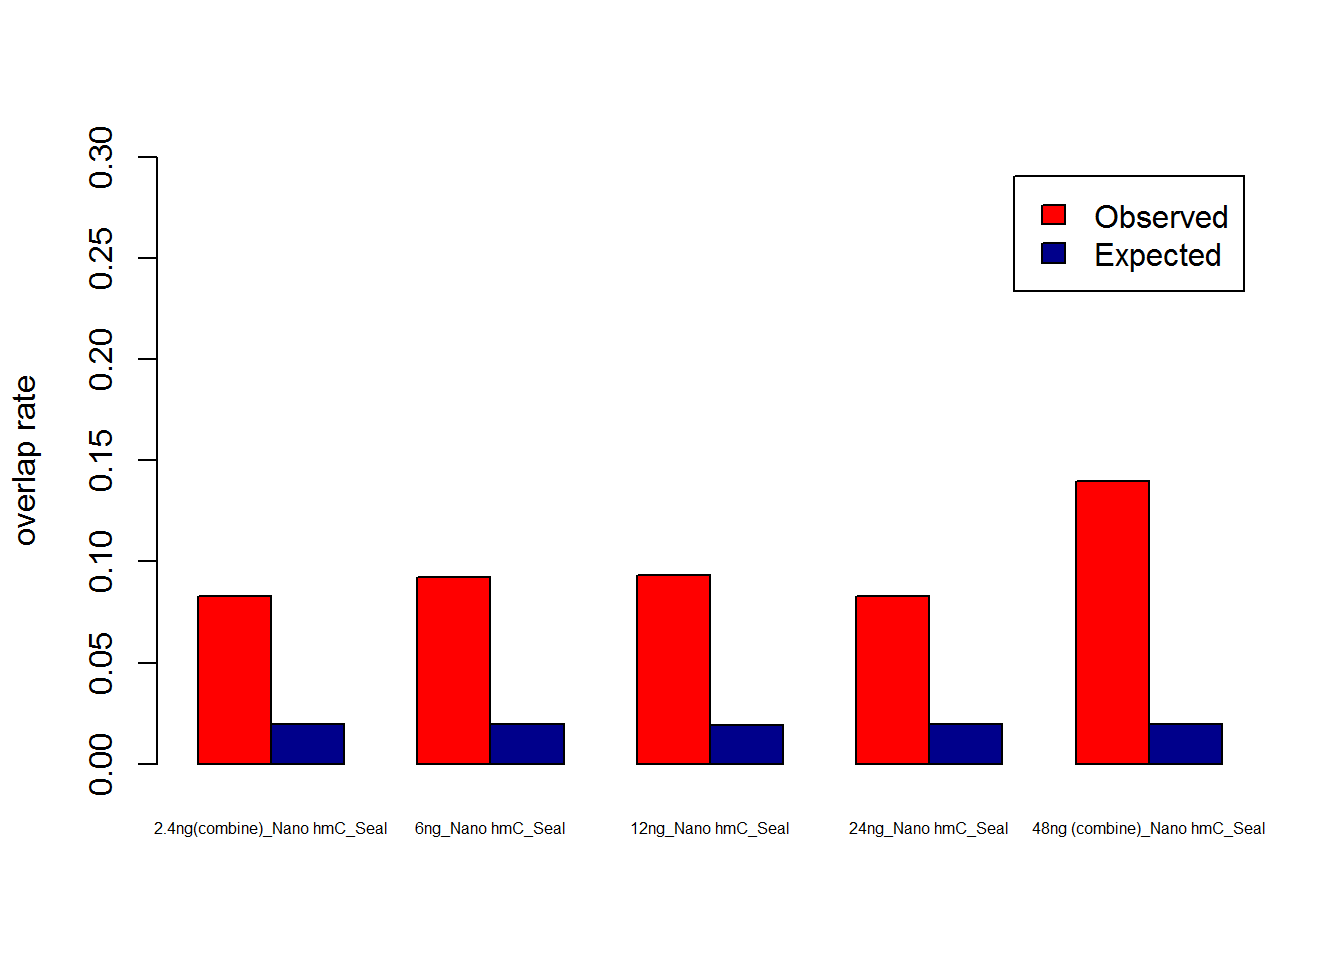 0.30
0.25
0.20
0.15
0.10
0.05
0.00
overlap rate
Observed
Expected
2.4ng(combine)_Nano hmC_Seal
6ng_Nano hmC_Seal
12ng_Nano hmC_Seal
24ng_Nano hmC_Seal
48ng (combine)_Nano hmC_Seal